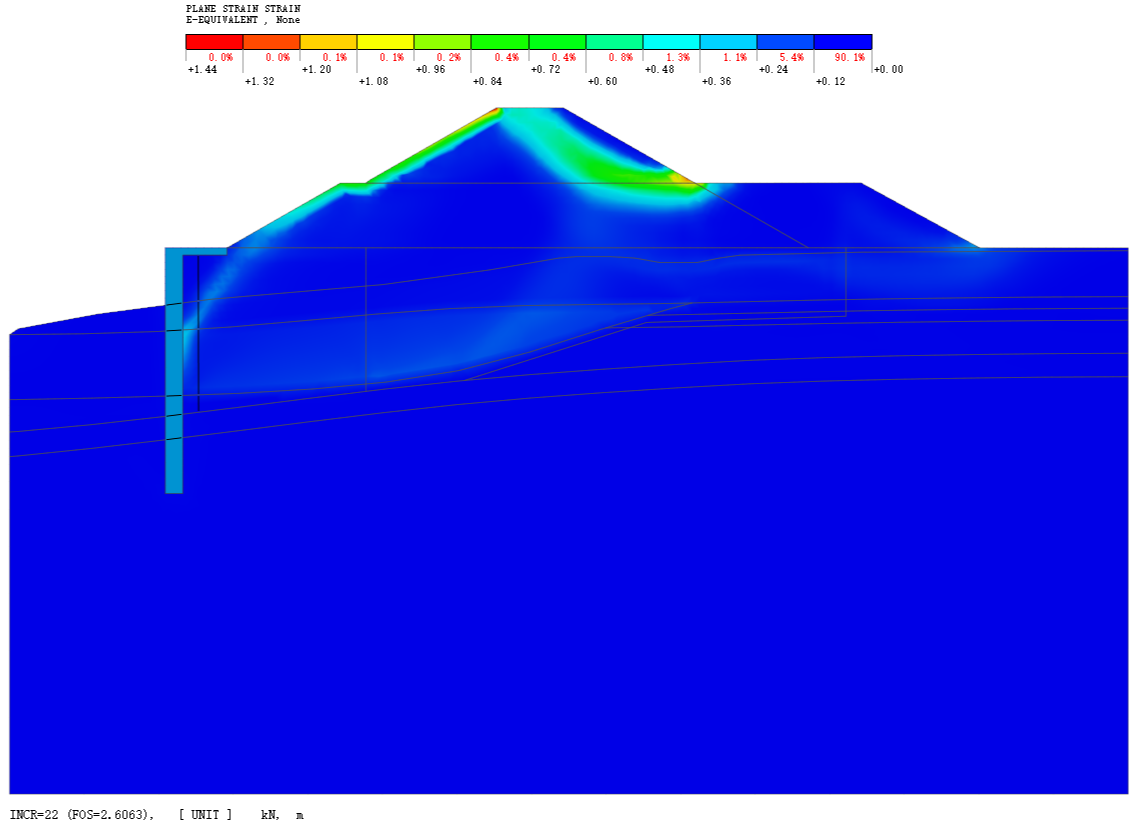 PLANE STRAIN STRAIN
E-EQUIVALENT , None
0.0% 0.0% 0.1% 0.1% 0.2% 0.4% 0.4% 0.8% 1.3% 1.1% 5.4% 90.1%
+1.44 +1.20 +0.96 +0.72 +0.48 +0.24 +0.00
+1.32 +1.08 +0.84 +0.60 +0.36 +0.12
INCR=22 (FOS=2.6063), [ UNIT ] kN, m